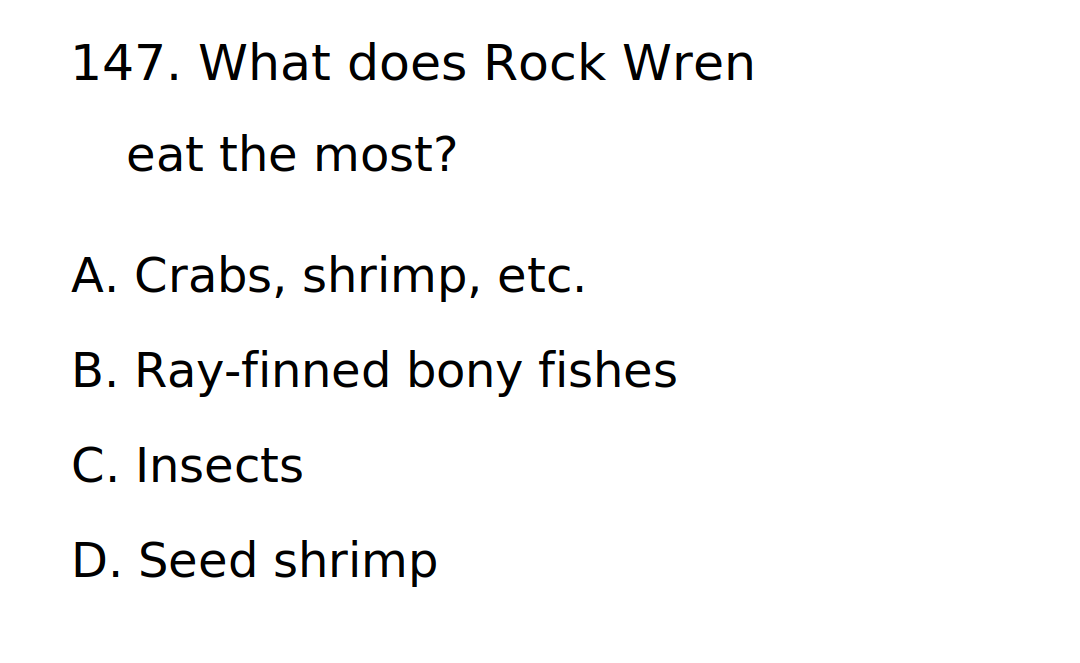 147. What does Rock Wren
eat the most?
A. Crabs, shrimp, etc.
B. Ray-finned bony fishes
C. Insects
D. Seed shrimp